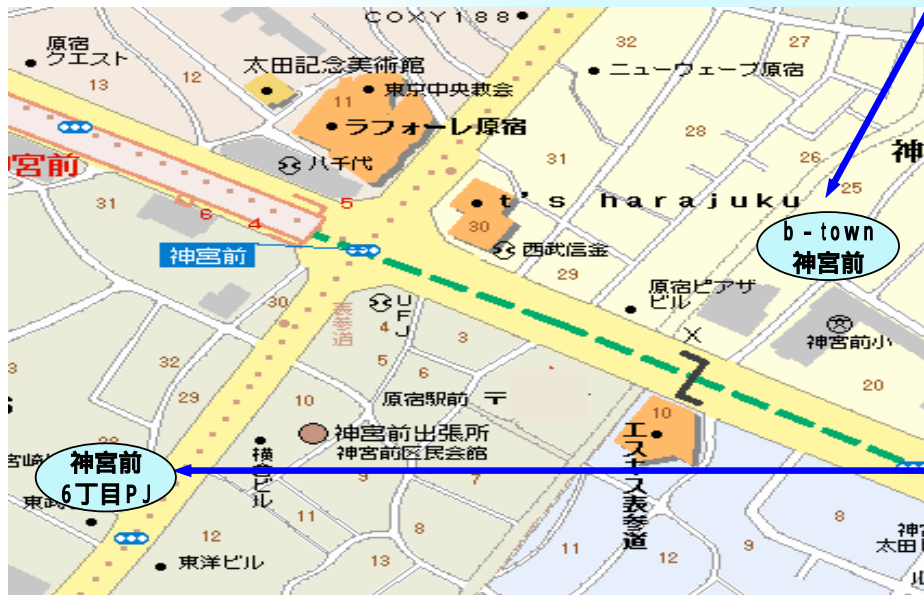 COXY188
原宿
クエスト
13
12
太田記念美術館
11
東京中央教会
ラフォーレ原宿
八千代
32
27
ニューウェーブ原宿
28
31
26
25
神
宮前
31
6
4
5
神宮前
t's harajuku
30
西武信金
29
b-town
神宮前
原宿ピアザ
ビル
神宮前小
20
30
表参道
UFJ
4
3
5
6
32
29
10
原宿駅前
〒
神宮前出張所
神宮前区民会館
横倉ビル
10
エスキス表参道
神宮前
6丁目PJ
9
7
11
8
12
東洋ビル
13
11
12
9
8
神宮
太田